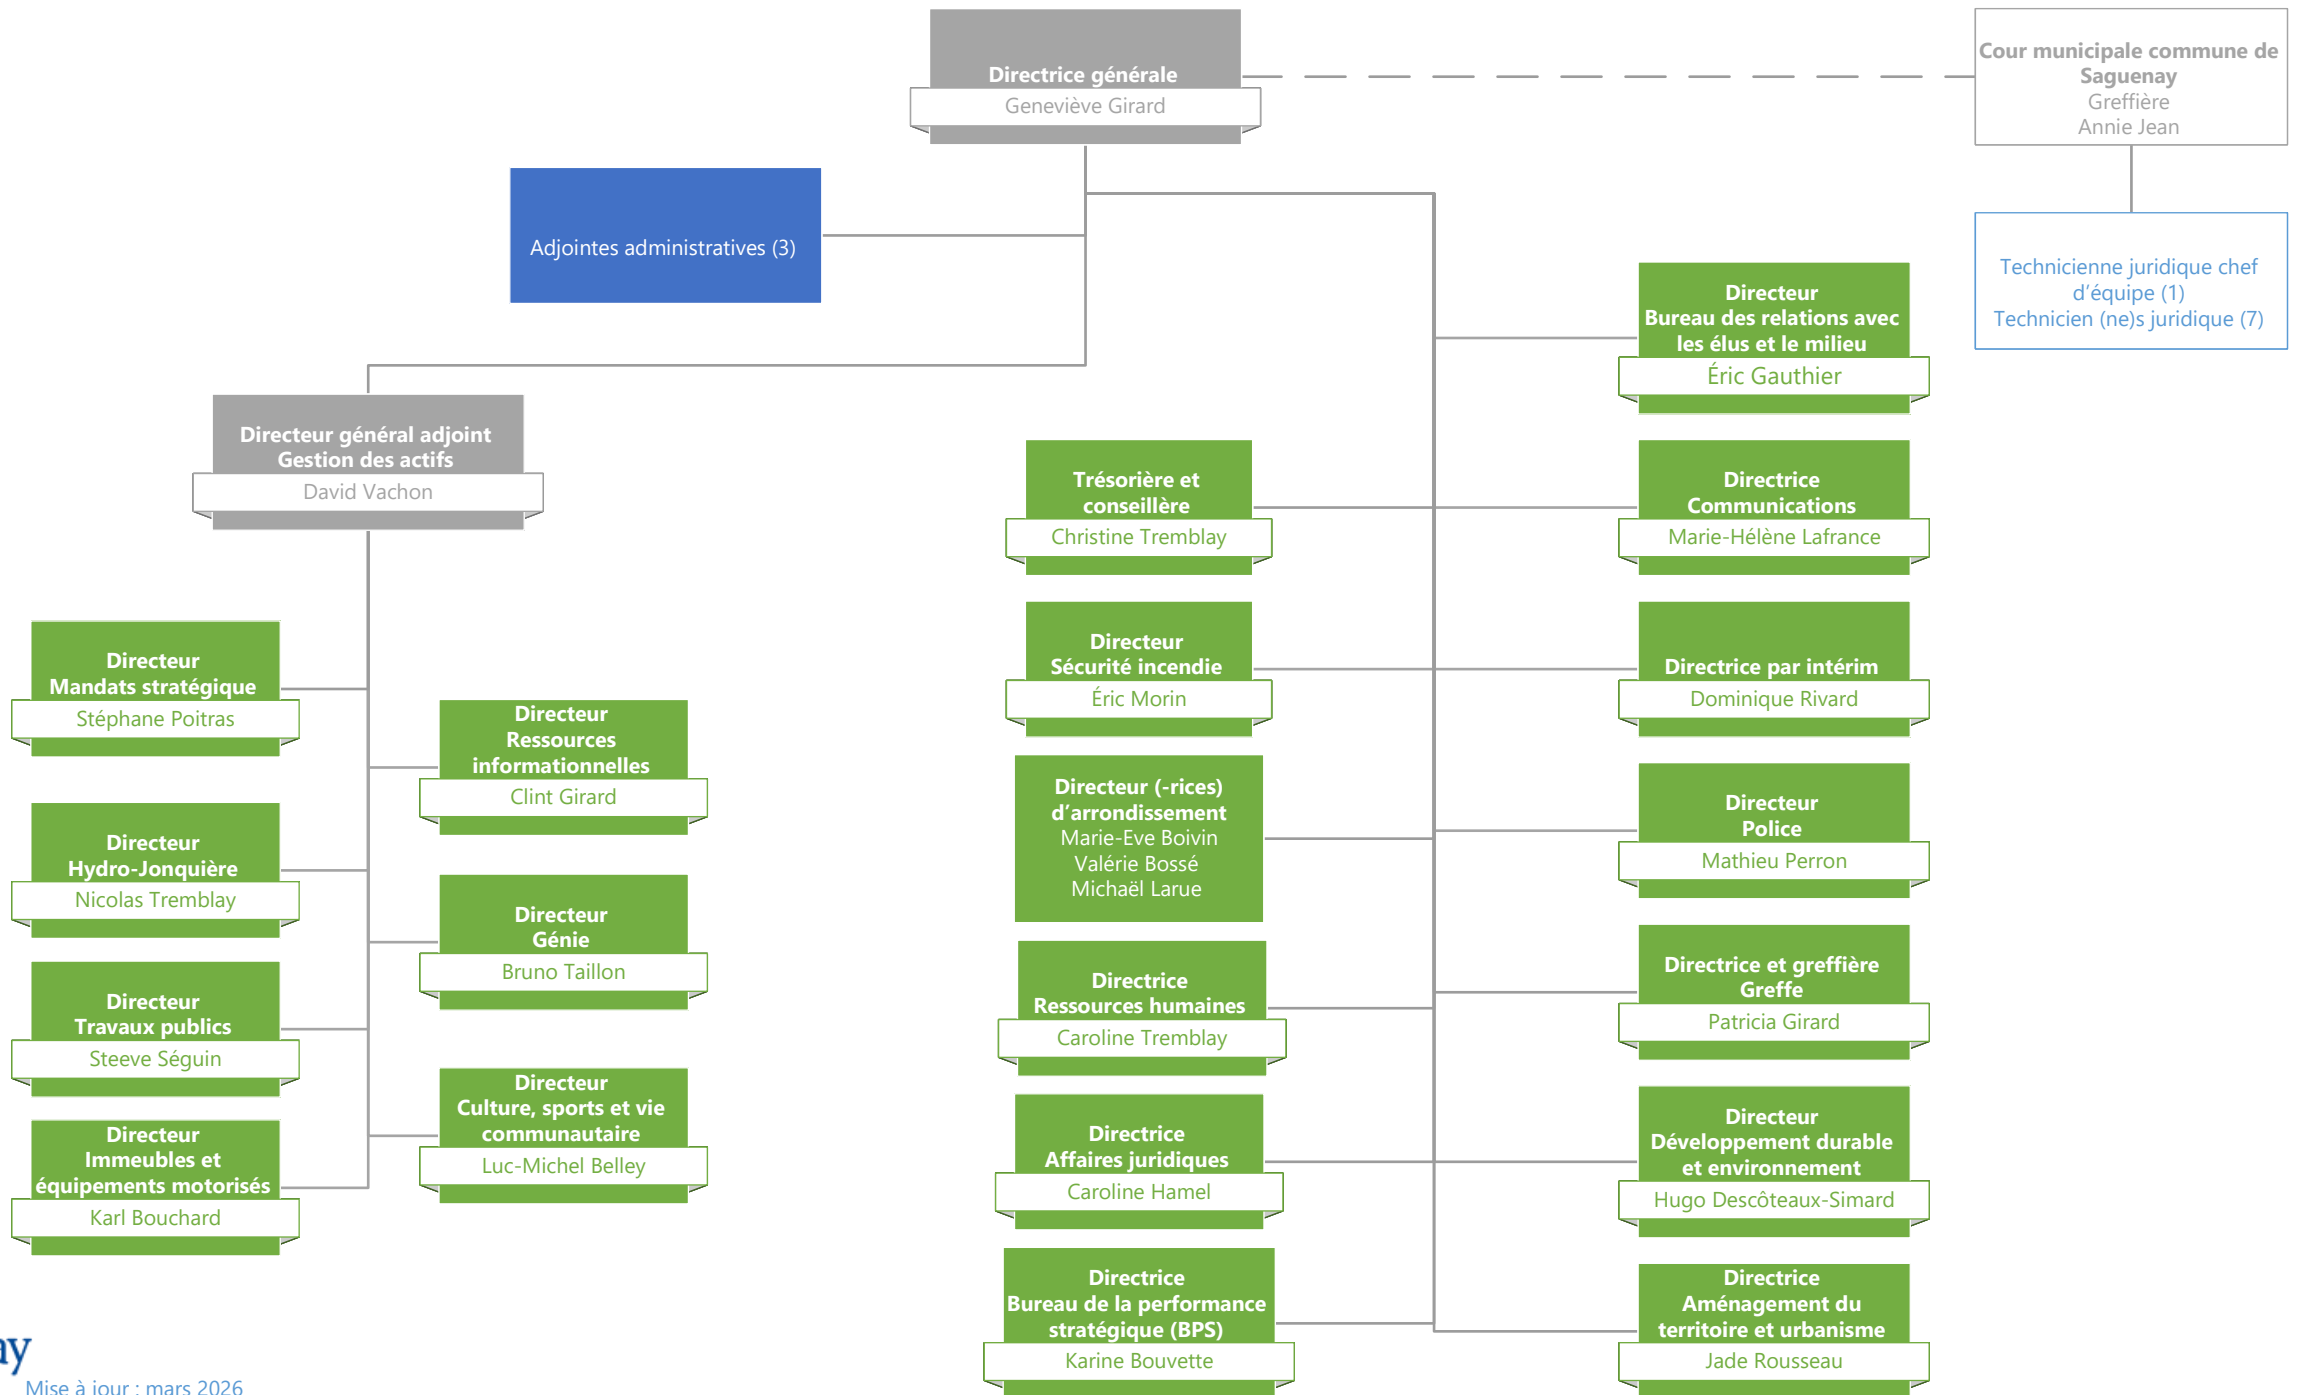 Directrice générale
Geneviève Girard
Cour municipale commune de
Saguenay
Greffière
Annie Jean
Adjointes administratives (3)
Technicienne juridique chef
d'équipe (1)
Technicien (ne)s juridique (7)
Directeur
Bureau des relations avec
les élus et le milieu
Éric Gauthier
Directeur général adjoint
Gestion des actifs
David Vachon
Trésorière et
conseillère
Christine Tremblay
Directrice
Communications
Marie-Hélène Lafrance
Directeur
Mandats stratégique
Stéphane Poitras
Directeur
Ressources
informationnelles
Clint Girard
Directeur
Sécurité incendie
Éric Morin
Directrice par intérim
Dominique Rivard
Directeur
Hydro-Jonquière
Nicolas Tremblay
Directeur
Génie
Bruno Taillon
Directeur (-rices)
d'arrondissement
Marie-Eve Boivin
Valérie Bossé
Michaël Larue
Directeur
Police
Mathieu Perron
Directeur
Travaux publics
Steeve Séguin
Directeur
Culture, sports et vie
communautaire
Luc-Michel Belley
Directrice
Ressources humaines
Caroline Tremblay
Directrice et greffière
Greffe
Patricia Girard
Directeur
Immeubles et
équipements motorisés
Karl Bouchard
Directrice
Affaires juridiques
Caroline Hamel
Directeur
Développement durable
et environnement
Hugo Descôteaux-Simard
Directrice
Bureau de la performance
stratégique (BPS)
Karine Bouvette
Directrice
Aménagement du
territoire et urbanisme
Jade Rousseau
ay
Mise à jour : mars 2026